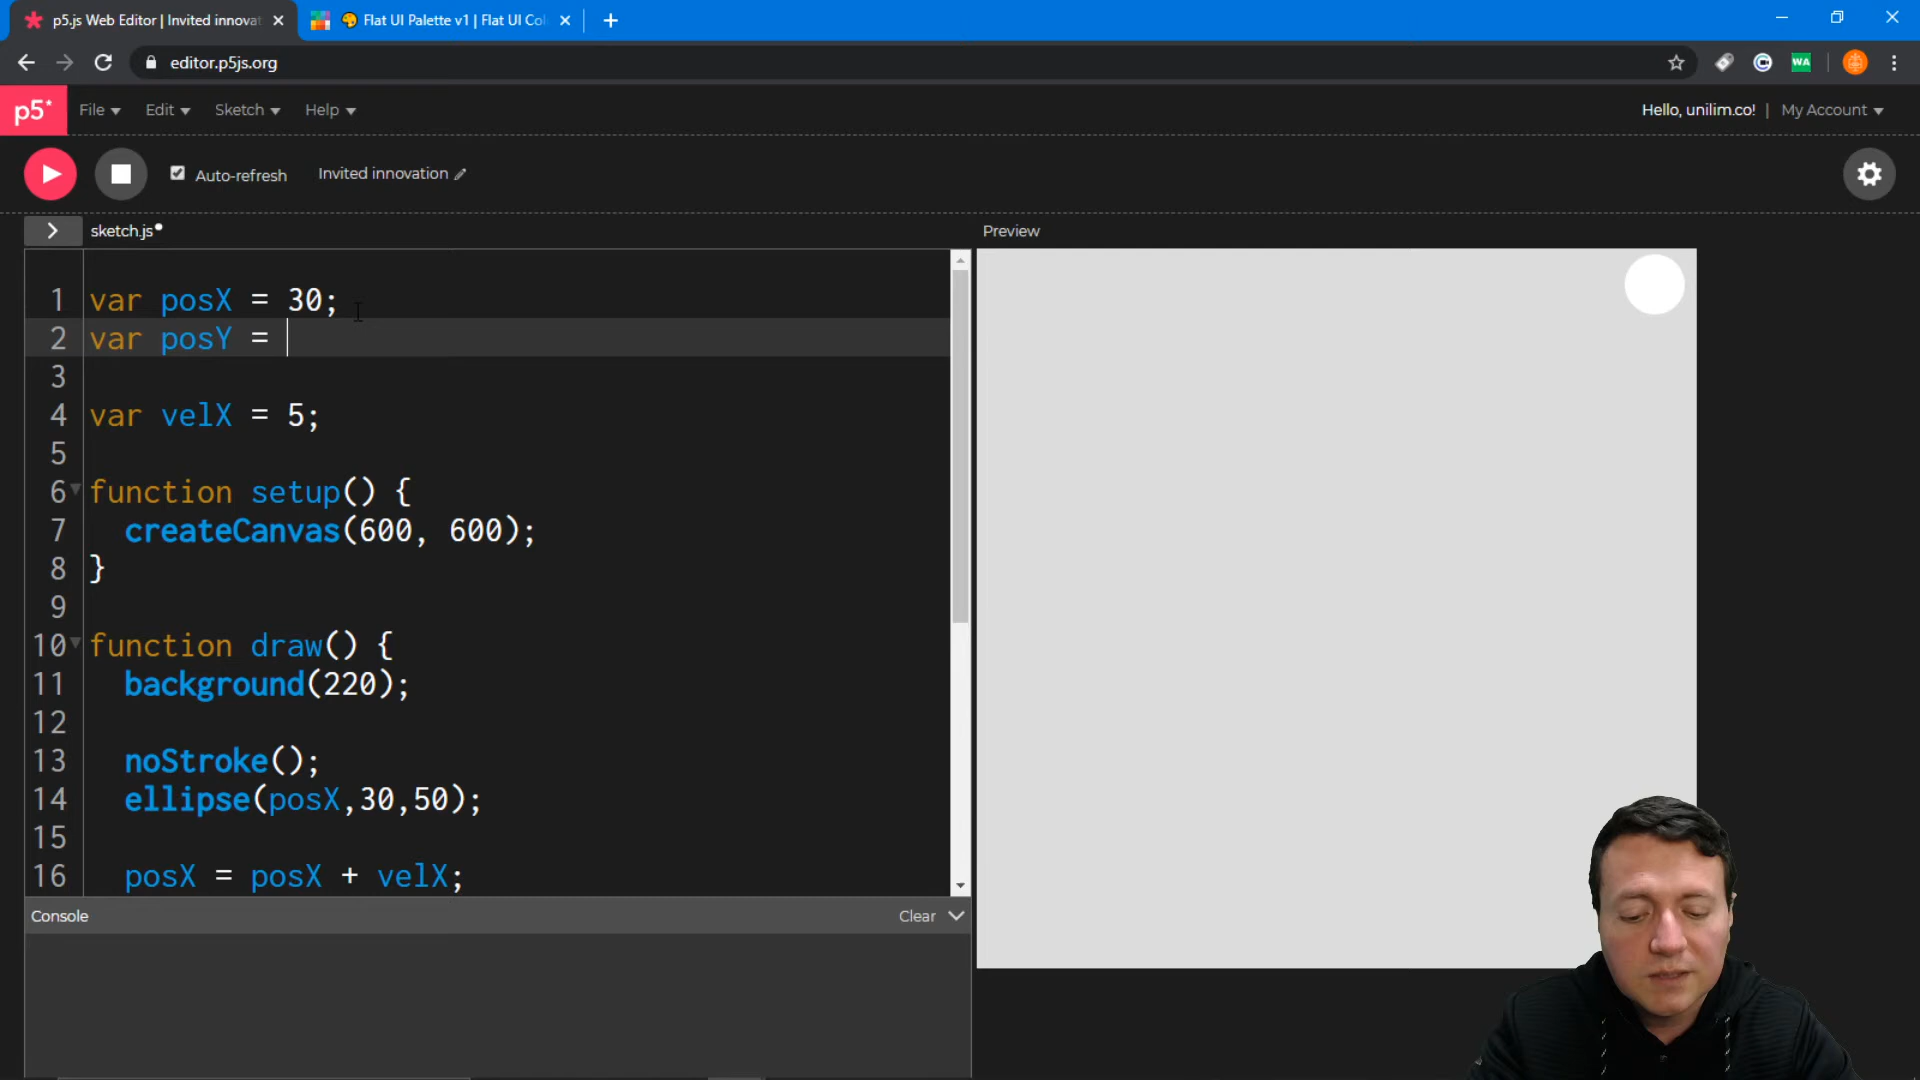 p5.js Web Editor | Invited innovat
Flat UI Palette v1 | Flat UI Col
editor.p5js.org
WA
p5*
File
Edit
Sketch
Help
Hello, unilim.co! | My Account
Auto-refresh
Invited innovation
sketch.js
Preview
1 var posX = 30;
2 var posY =
3
4 var velX = 5;
5
6 function setup() {
7 createCanvas(600, 600);
8 }
9
10 function draw() {
11 background(220);
12
13 noStroke();
14 ellipse(posX,30,50);
15
16 posX = posX + velX;
Console
Clear